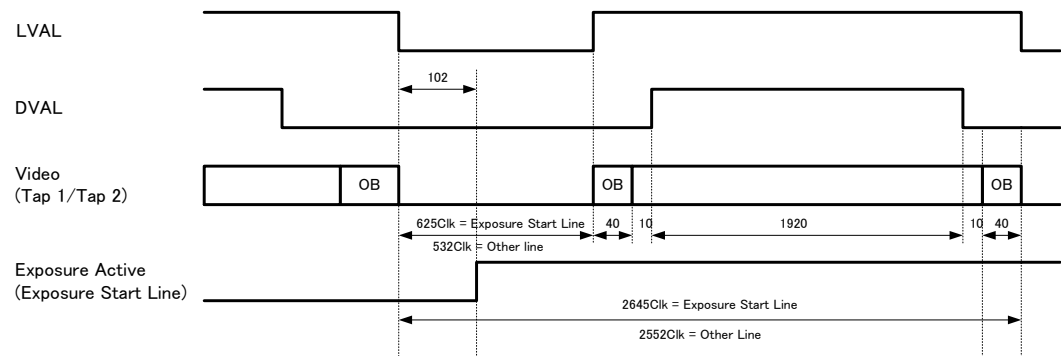 LVAL
102
DVAL
Video
(Tap 1/Tap 2)
OB
OB
OB
625Clk = Exposure Start Line
40
10
1920
10
40
532Clk = Other line
Exposure Active
(Exposure Start Line)
2645Clk = Exposure Start Line
2552Clk = Other Line